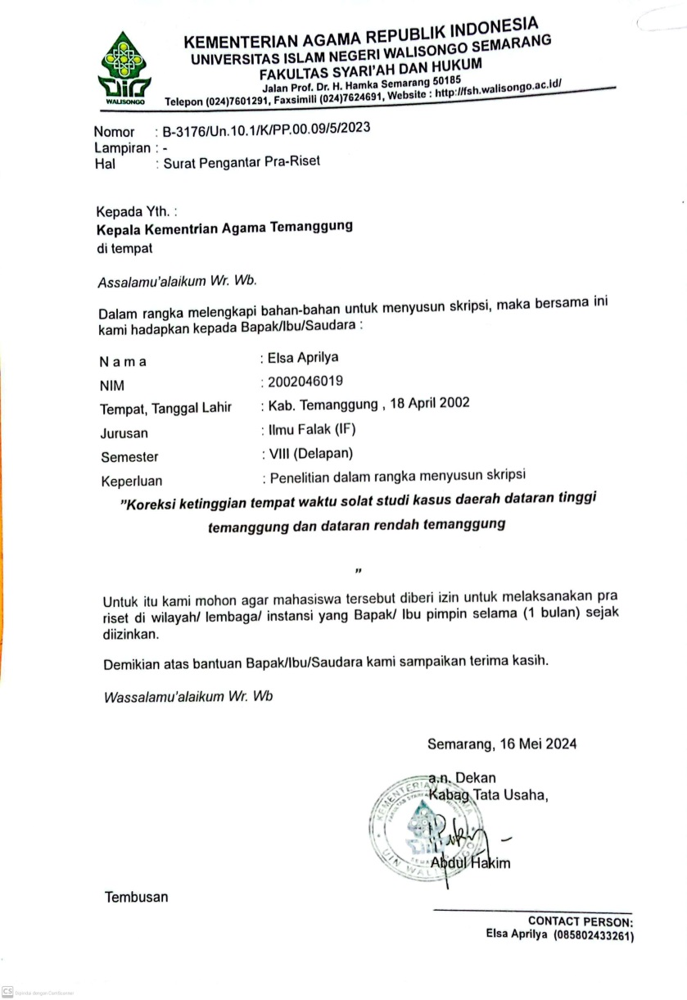 KEMENTERIAN AGAMA REPUBLIK INDONESIA
UNIVERSITAS ISLAM NEGERI WALISONGO SEMARANG
FAKULTAS SYARI'AH DAN HUKUM
Jalan Prof. Dr. H. Hamka Semarang 50185
Telepon (024)7601291, Faxsimili (024)7624691, Website : http://fsh.walisongo.ac.id/
WALISONGO
Nomor : B-3176/Un.10.1/K/PP.00.09/5/2023
Lampiran : -
Hal : Surat Pengantar Pra-Riset
Kepada Yth. :
Kepala Kementrian Agama Temanggung
di tempat
Assalamu'alaikum Wr. Wb.
Dalam rangka melengkapi bahan-bahan untuk menyusun skripsi, maka bersama ini
kami hadapkan kepada Bapak/Ibu/Saudara :
N a m a : Elsa Aprilya
NIM : 2002046019
Tempat, Tanggal Lahir : Kab. Temanggung , 18 April 2002
Jurusan : Ilmu Falak (IF)
Semester : VIII (Delapan)
Keperluan : Penelitian dalam rangka menyusun skripsi
"Koreksi ketinggian tempat waktu solat studi kasus daerah dataran tinggi
temanggung dan dataran rendah temanggung
"
Untuk itu kami mohon agar mahasiswa tersebut diberi izin untuk melaksanakan pra
riset di wilayah/ lembaga/ instansi yang Bapak/ Ibu pimpin selama (1 bulan) sejak
diizinkan.
Demikian atas bantuan Bapak/Ibu/Saudara kami sampaikan terima kasih.
Wassalamu'alaikum Wr. Wb
Semarang, 16 Mei 2024
a.n. Dekan
Kabag Tata Usaha,
KEMENTERIAN AGAMA
UIN WALISONGO
Abdul Hakim
Tembusan
CONTACT PERSON:
Elsa Aprilya (085802433261)
CS Dipindai dengan CamScanner